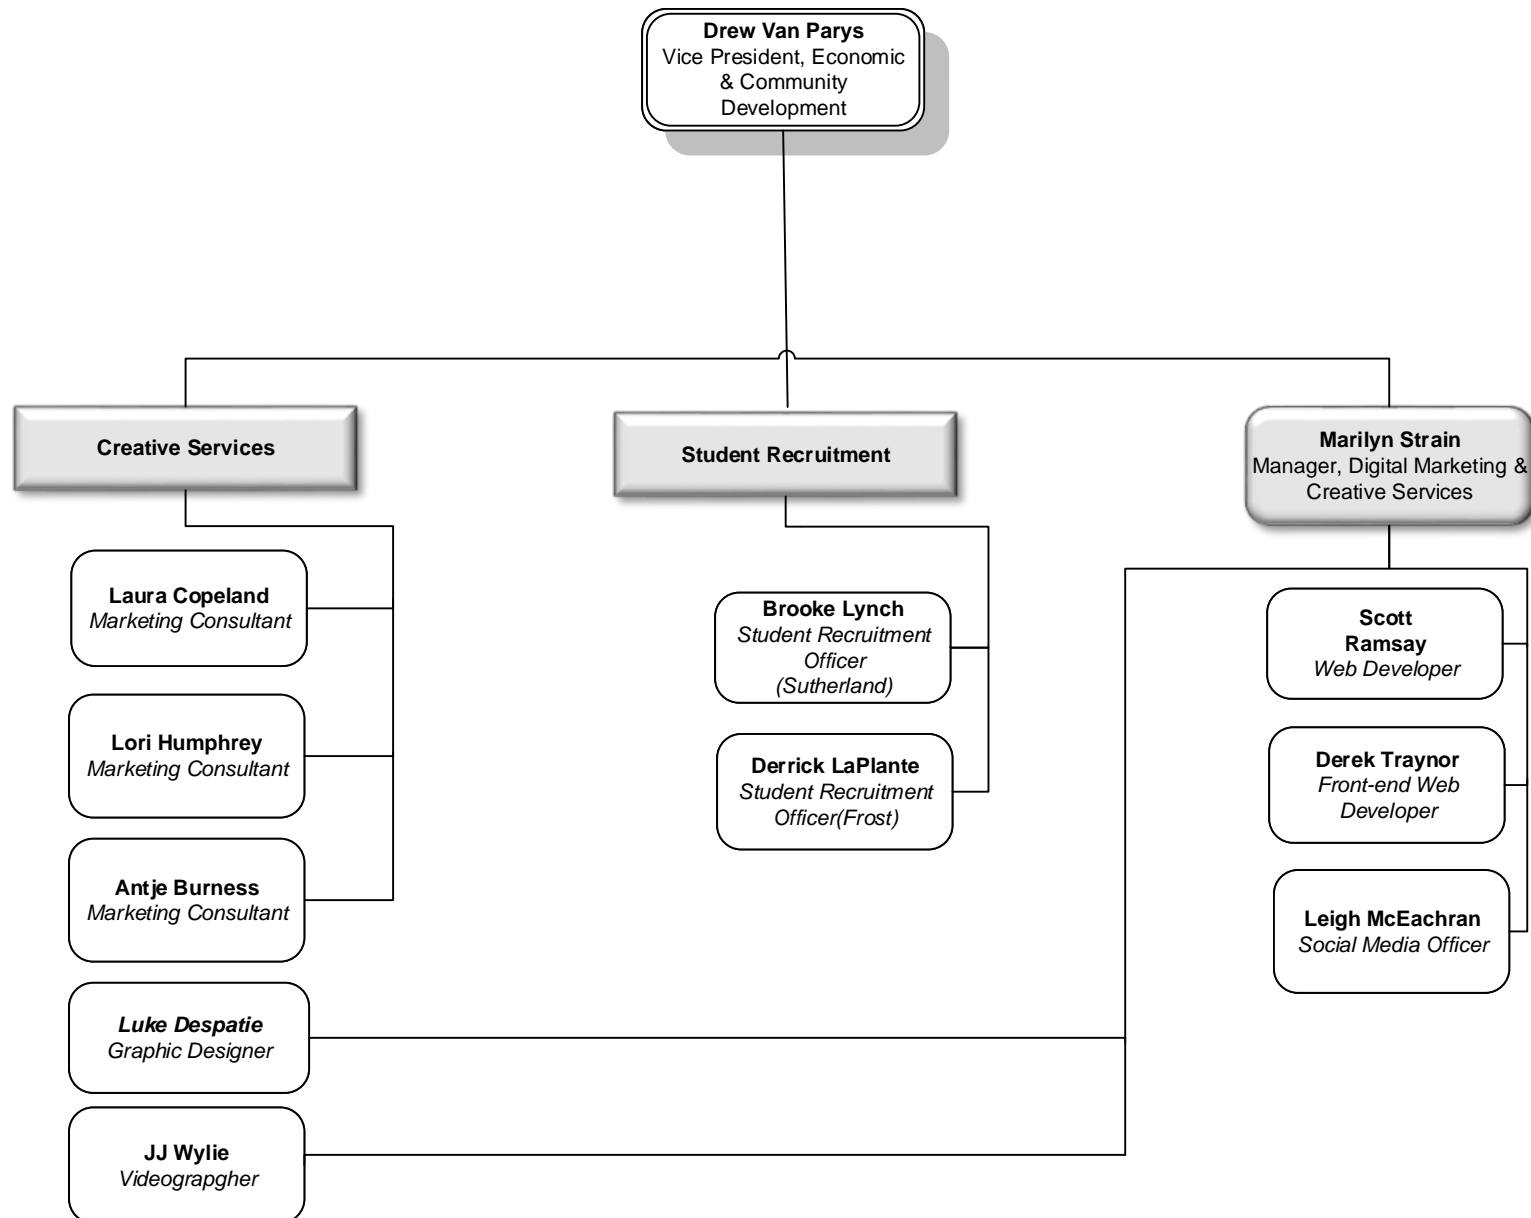 Drew Van Parys
Vice President, Economic
& Community
Development
Creative Services
Student Recruitment
Marilyn Strain
Manager, Digital Marketing &
Creative Services
Laura Copeland
Marketing Consultant
Lori Humphrey
Marketing Consultant
Antje Burness
Marketing Consultant
Luke Despatie
Graphic Designer
JJ Wylie
Videograpgher
Brooke Lynch
Student Recruitment
Officer
(Sutherland)
Derrick LaPlante
Student Recruitment
Officer(Frost)
Scott
Ramsay
Web Developer
Derek Traynor
Front-end Web
Developer
Leigh McEachran
Social Media Officer